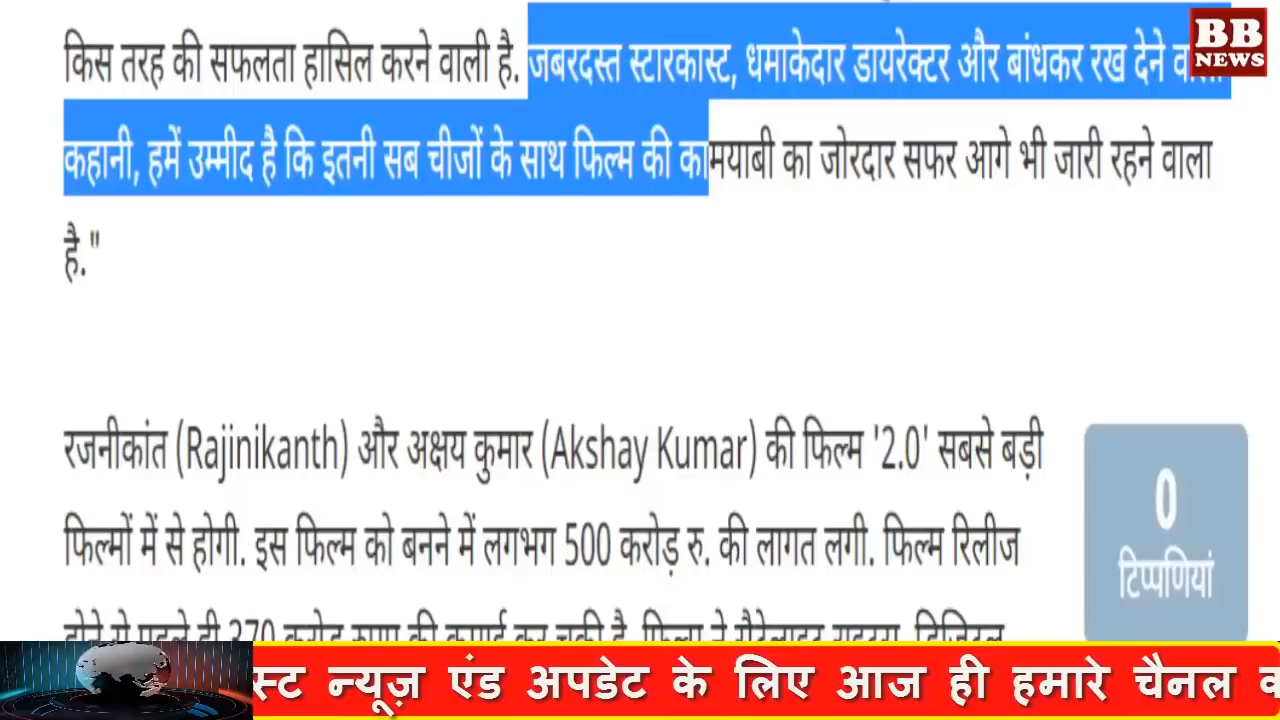 किस तरह की सफलता हासिल करने वाली है. जबरदस्त स्टारकास्ट, धमाकेदार डायरेक्टर और बांधकर रख देने
BB
NEWS
कहानी, हमें उम्मीद है कि इतनी सब चीजों के साथ फिल्म की कामयाबी का जोरदार सफर आगे भी जारी रहने वाला
है."
रजनीकांत (Rajinikanth) और अक्षय कुमार (Akshay Kumar) की फिल्म '2.0' सबसे बड़ी
फिल्मों में से होगी. इस फिल्म को बनने में लगभग 500 करोड़ रु. की लागत लगी. फिल्म रिलीज
0
टिप्पणियां
स्ट न्यूज़ एंड अपडेट के लिए आज ही हमारे चैनल